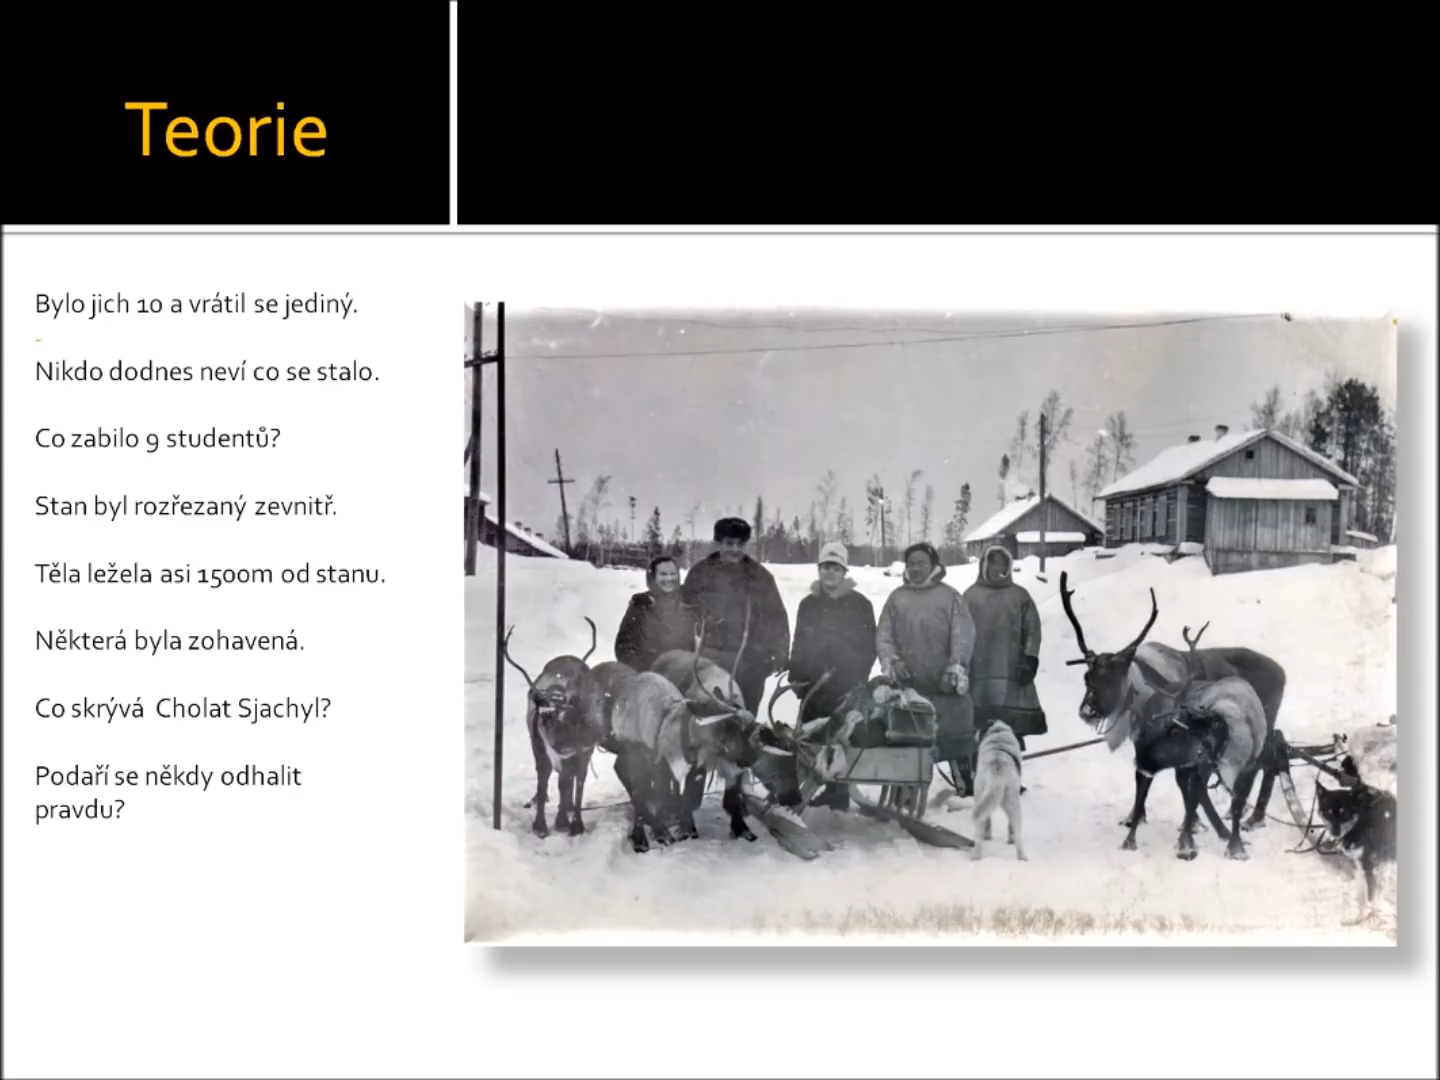 Teorie
Bylo jich 10 a vrátil se jediný.
Nikdo dodnes neví co se stalo.
Co zabilo 9 studentů?
Stan byl rozřezaný zevnitř.
Těla ležela asi 1500m od stanu.
Některá byla zohavená.
Co skrývá Cholat Sjachyl?
Podaří se někdy odhalit
pravdu?